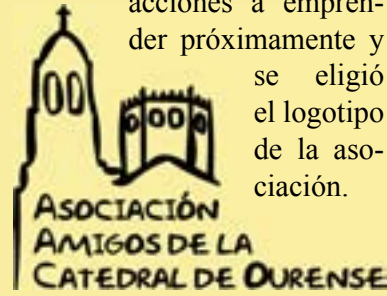 acciones a empren-
der próximamente y
se eligió
el logotipo
de la aso-
ciación.
ASOCIACIÓN
AMIGOS DE LA
CATEDRAL DE OURENSE